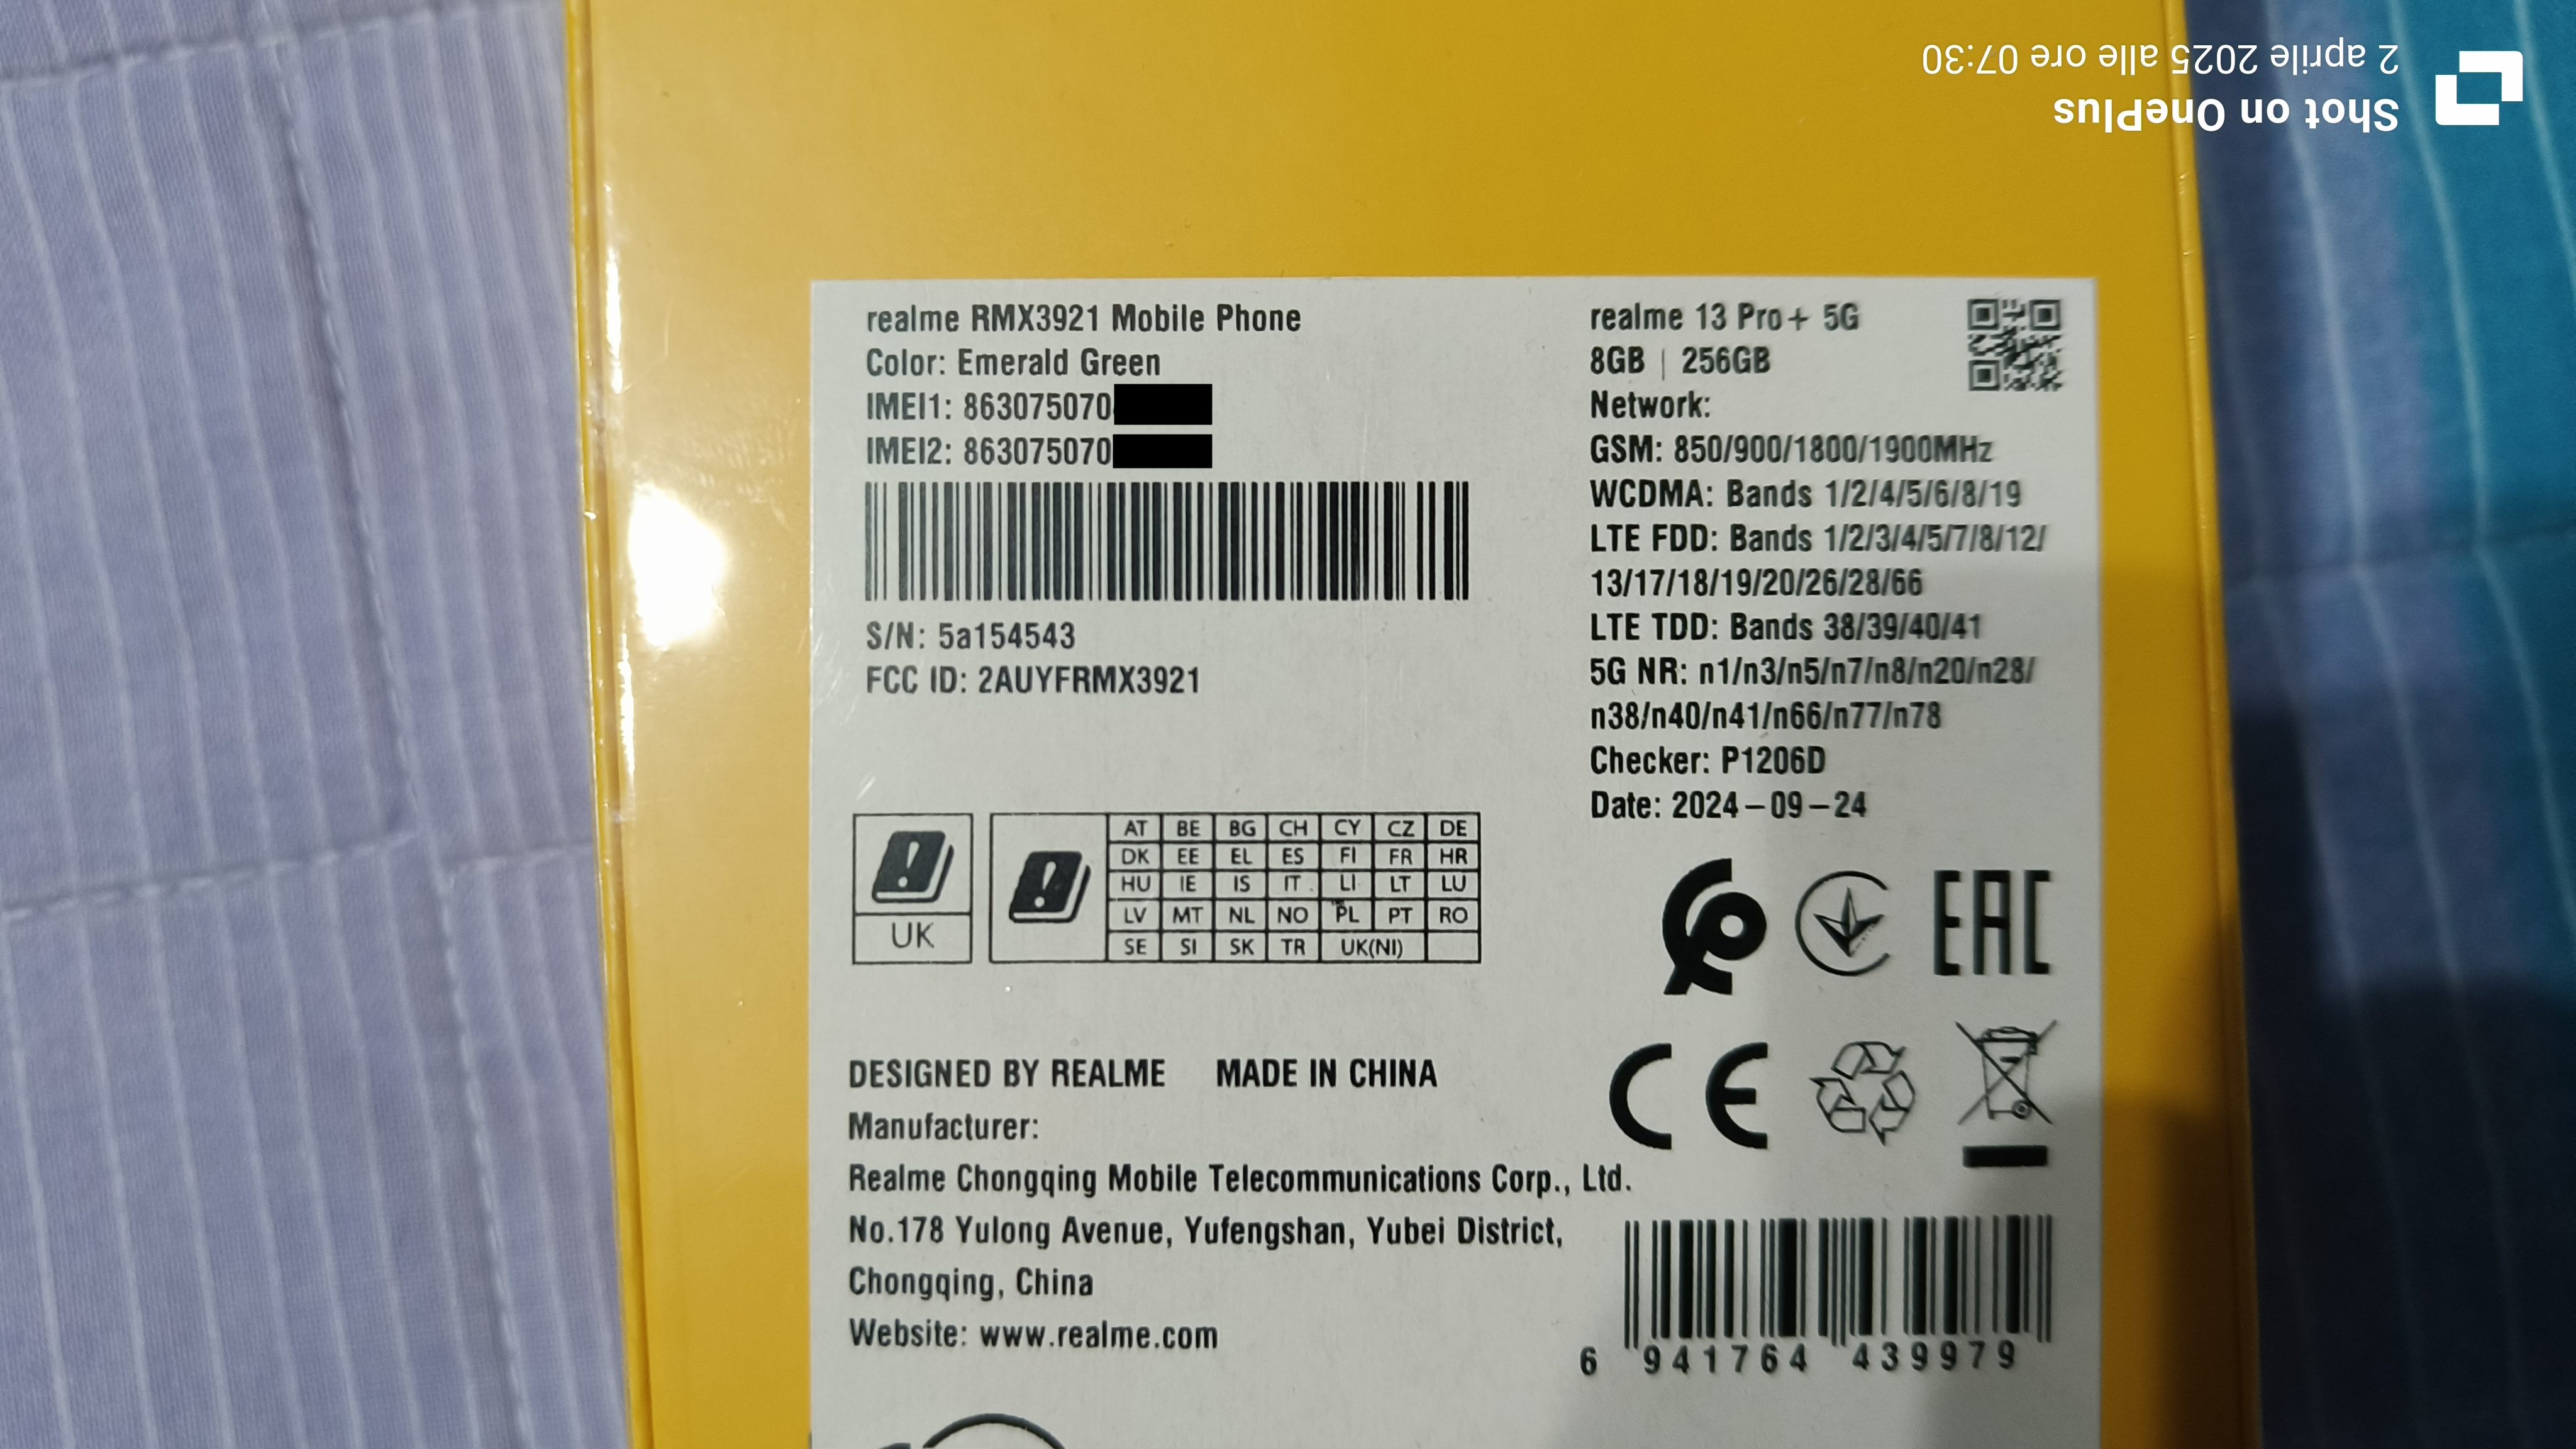 2 aprile 2025 alle ore 07:30
Shot on OnePlus
realme RMX3921 Mobile Phone
Color: Emerald Green
IMEI1: 863075070
IMEI2: 863075070
S/N: 5a154543
FCC ID: 2AUYFRMX3921
realme 13 Pro+ 5G
8GB | 256GB
Network:
GSM: 850/900/1800/1900MHz
WCDMA: Bands 1/2/4/5/6/8/19
LTE FDD: Bands 1/2/3/4/5/7/8/12/
13/17/18/19/20/26/28/66
LTE TDD: Bands 38/39/40/41
5G NR: n1/n3/n5/n7/n8/n20/n28/
n38/n40/n41/n66/n77/n78
Checker: P1206D
Date: 2024-09-24
UK
AT BE BG CH CY CZ DE
DK EE EL ES FI FR HR
HU IE IS IT LI LT LU
LV MT NL NO PL PT RO
SE SI SK TR UK(NI)
EAC
CE
DESIGNED BY REALME MADE IN CHINA
Manufacturer:
Realme Chongqing Mobile Telecommunications Corp., Ltd.
No.178 Yulong Avenue, Yufengshan, Yubei District,
Chongqing, China
Website: www.realme.com
6 941764 439979